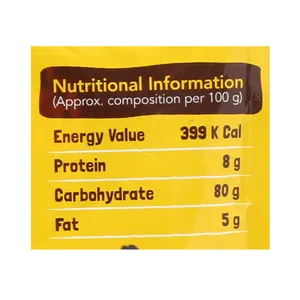 Nutritional Information
(Approx. composition per 100 g)
Energy Value 399 K Cal
Protein 8 g
Carbohydrate 80 g
Fat 5 g